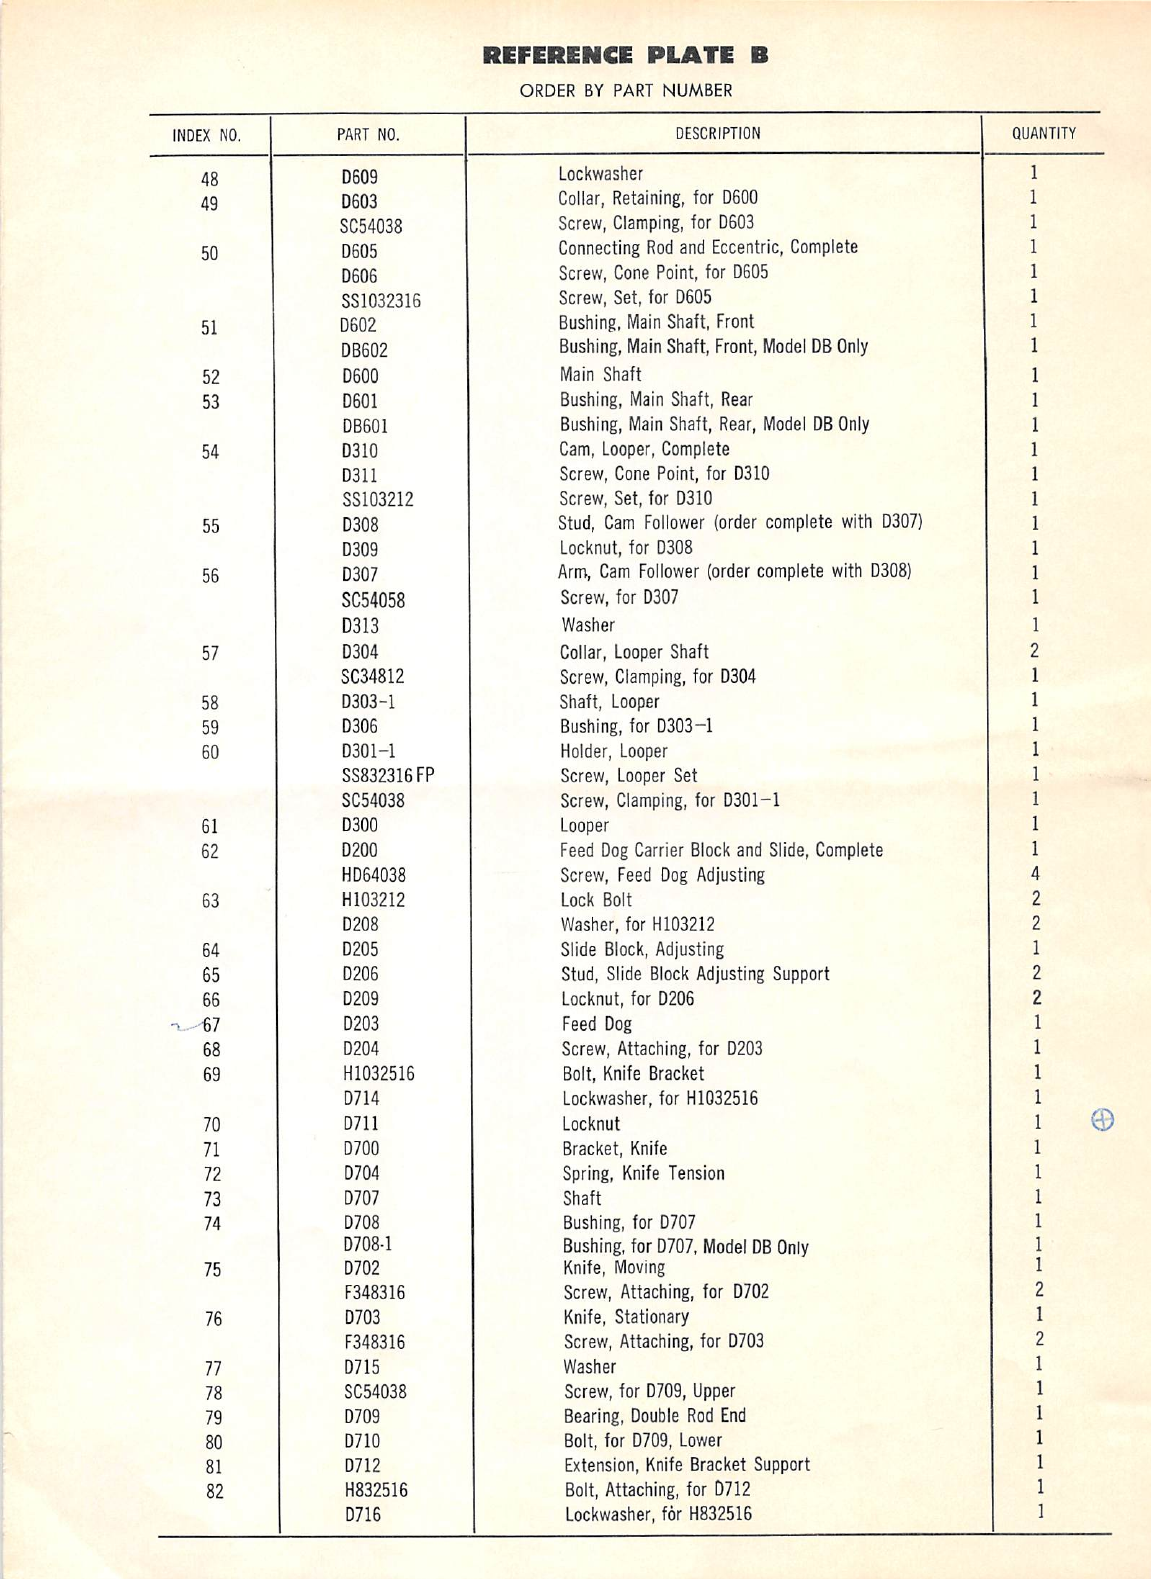 REFERENCE PLATE B
ORDER BY PART NUMBER
INDEX NO. PART NO. DESCRIPTION QUANTITY
48 D609 Lockwasher 1
49 D603 Collar, Retaining, for D600 1
SC54038 Screw, Clamping, for D603 1
50 D605 Connecting Rod and Eccentric, Complete 1
D606 Screw, Cone Point, for D605 1
SS1032316 Screw, Set, for D605 1
51 D602 Bushing, Main Shaft, Front 1
DB602 Bushing, Main Shaft, Front, Model DB Only 1
52 D600 Main Shaft 1
53 D601 Bushing, Main Shaft, Rear 1
DB601 Bushing, Main Shaft, Rear, Model DB Only 1
54 D310 Cam, Looper, Complete 1
D311 Screw, Cone Point, for D310 1
SS103212 Screw, Set, for D310 1
55 D308 Stud, Cam Follower (order complete with D307) 1
D309 Locknut, for D308 1
56 D307 Arm, Cam Follower (order complete with D308) 1
SC54058 Screw, for D307 1
D313 Washer 1
57 D304 Collar, Looper Shaft 2
SC34812 Screw, Clamping, for D304 1
58 D303-1 Shaft, Looper 1
59 D306 Bushing, for D303-1 1
60 D301-1 Holder, Looper 1
SS832316 FP Screw, Looper Set 1
SC54038 Screw, Clamping, for D301-1 1
61 D300 Looper 1
62 D200 Feed Dog Carrier Block and Slide, Complete 1
HD64038 Screw, Feed Dog Adjusting 4
63 H103212 Lock Bolt 2
D208 Washer, for H103212 2
64 D205 Slide Block, Adjusting 1
65 D206 Stud, Slide Block Adjusting Support 2
66 D209 Locknut, for D206 2
67 D203 Feed Dog 1
68 D204 Screw, Attaching, for D203 1
69 H1032516 Bolt, Knife Bracket 1
D714 Lockwasher, for H1032516 1
70 D711 Locknut 1
71 D700 Bracket, Knife 1
72 D704 Spring, Knife Tension 1
73 D707 Shaft 1
74 D708 Bushing, for D707 1
D708-1 Bushing, for D707, Model DB Only 1
75 D702 Knife, Moving 1
F348316 Screw, Attaching, for D702 2
76 D703 Knife, Stationary 1
F348316 Screw, Attaching, for D703 2
77 D715 Washer 1
78 SC54038 Screw, for D709, Upper 1
79 D709 Bearing, Double Rod End 1
80 D710 Bolt, for D709, Lower 1
81 D712 Extension, Knife Bracket Support 1
82 H832516 Bolt, Attaching, for D712 1
D716 Lockwasher, for H832516 1